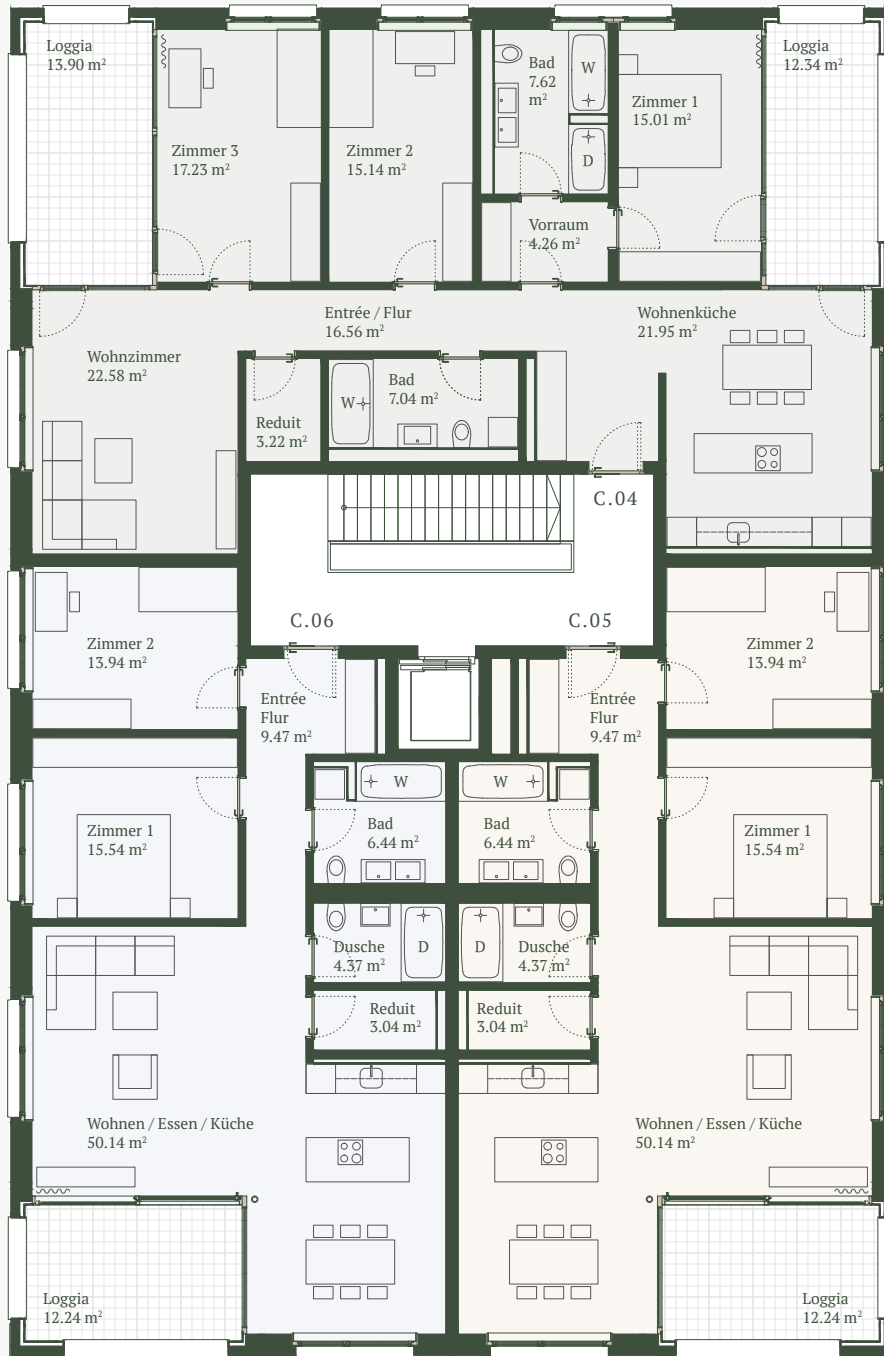 Loggia
13.90 m²
Zimmer 3
17.23 m²
Zimmer 2
15.14 m²
Bad
7.62
m²
W
D
Zimmer 1
15.01 m²
Loggia
12.34 m²
Vorraum
4.26 m²
Entrée / Flur
16.56 m²
Wohnenküche
21.95 m²
Wohnzimmer
22.58 m²
Reduit
3.22 m²
W
Bad
7.04 m²
C.04
C.06
C.05
Zimmer 2
13.94 m²
Entrée
Flur
9.47 m²
Entrée
Flur
9.47 m²
Zimmer 2
13.94 m²
Zimmer 1
15.54 m²
W
Bad
6.44 m²
W
Bad
6.44 m²
Zimmer 1
15.54 m²
Dusche
4.37 m²
D
D
Dusche
4.37 m²
Reduit
3.04 m²
Reduit
3.04 m²
Wohnen / Essen / Küche
50.14 m²
Wohnen / Essen / Küche
50.14 m²
Loggia
12.24 m²
Loggia
12.24 m²